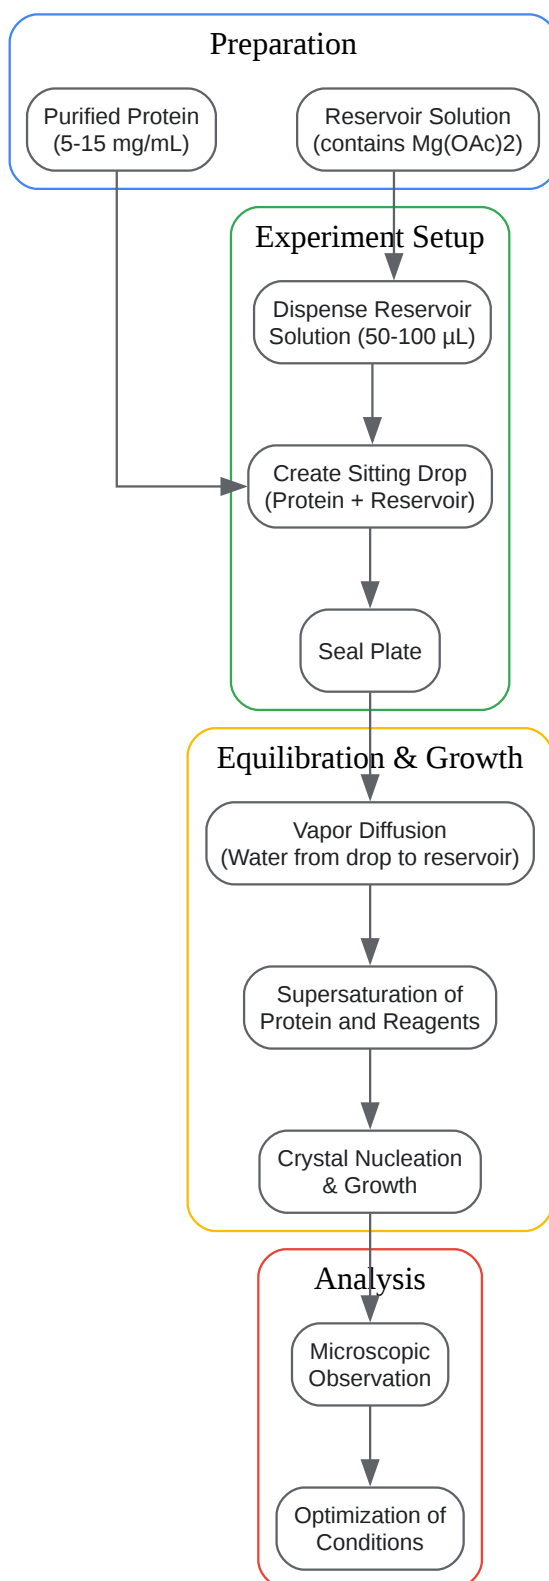 Preparation
Purified Protein
(5-15 mg/mL)
Reservoir Solution
(contains Mg(OAc)2)
Experiment Setup
Dispense Reservoir
Solution (50-100 µL)
Create Sitting Drop
(Protein + Reservoir)
Seal Plate
Equilibration & Growth
Vapor Diffusion
(Water from drop to reservoir)
Supersaturation of
Protein and Reagents
Crystal Nucleation
& Growth
Analysis
Microscopic
Observation
Optimization of
Conditions